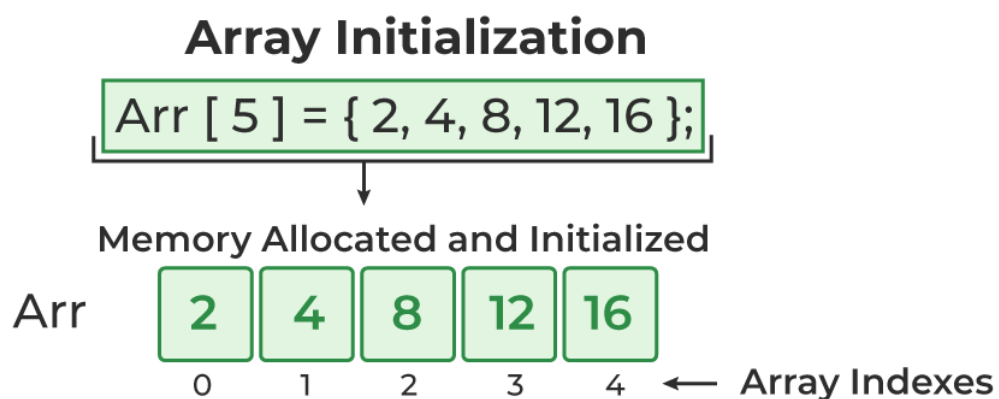 Array Initialization
Arr [ 5 ] = { 2, 4, 8, 12, 16 };
Memory Allocated and Initialized
Arr 2 4 8 12 16
0 1 2 3 4 Array Indexes